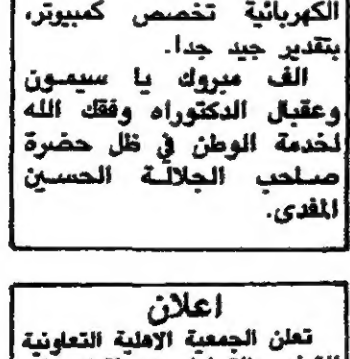 الكهربائية تخصص كمبيوتر،
بتقدير جيد جدا.
الف مبروك يا سيمون
وعقبال الدكتوراه وفقك الله
لخدمة الوطن في ظل حضرة
صاحب الجلالة الحسين
المفدى.
اعلان
تعلن الجمعية الاهلية التعاونية